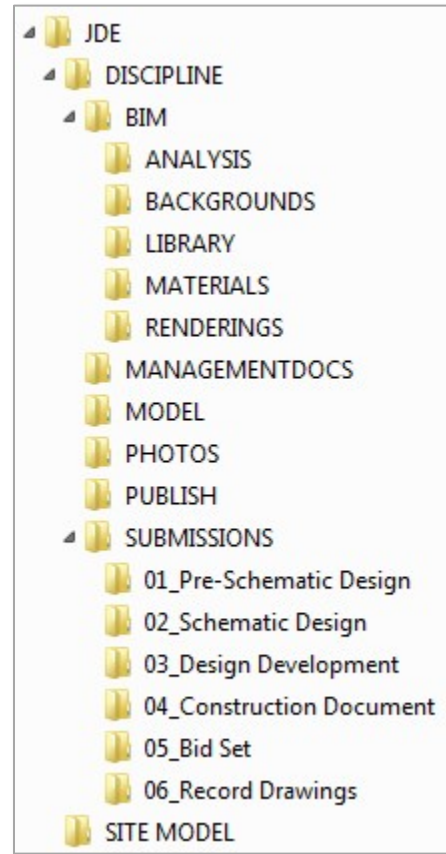 JDE
DISCIPLINE
BIM
ANALYSIS
BACKGROUNDS
LIBRARY
MATERIALS
RENDERINGS
MANAGEMENTDOCS
MODEL
PHOTOS
PUBLISH
SUBMISSIONS
01_Pre-Schematic Design
02_Schematic Design
03_Design Development
04_Construction Document
05_Bid Set
06_Record Drawings
SITE MODEL